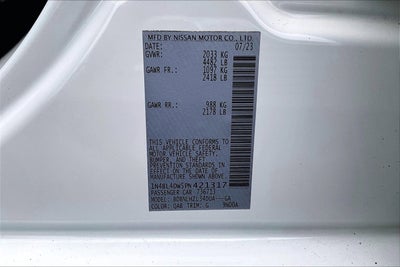 MFD BY NISSAN MOTOR CO., LTD.
DATE: 07/23
GVWR: 2033 KG
4482 LB
GAWR FR.: 1097 KG
2418 LB
GAWR RR.: 988 KG
2178 LB
THIS VEHICLE CONFORMS TO
ALL APPLICABLE FEDERAL
MOTOR VEHICLE SAFETY,
BUMPER, AND THEFT
PREVENTION STANDARDS IN
EFFECT ON THE DATE OF
MANUFACTURE SHOWN ABOVE.
PN421317
PASSENGER CAR
MODEL:
COLOR: QAB TRIM: G